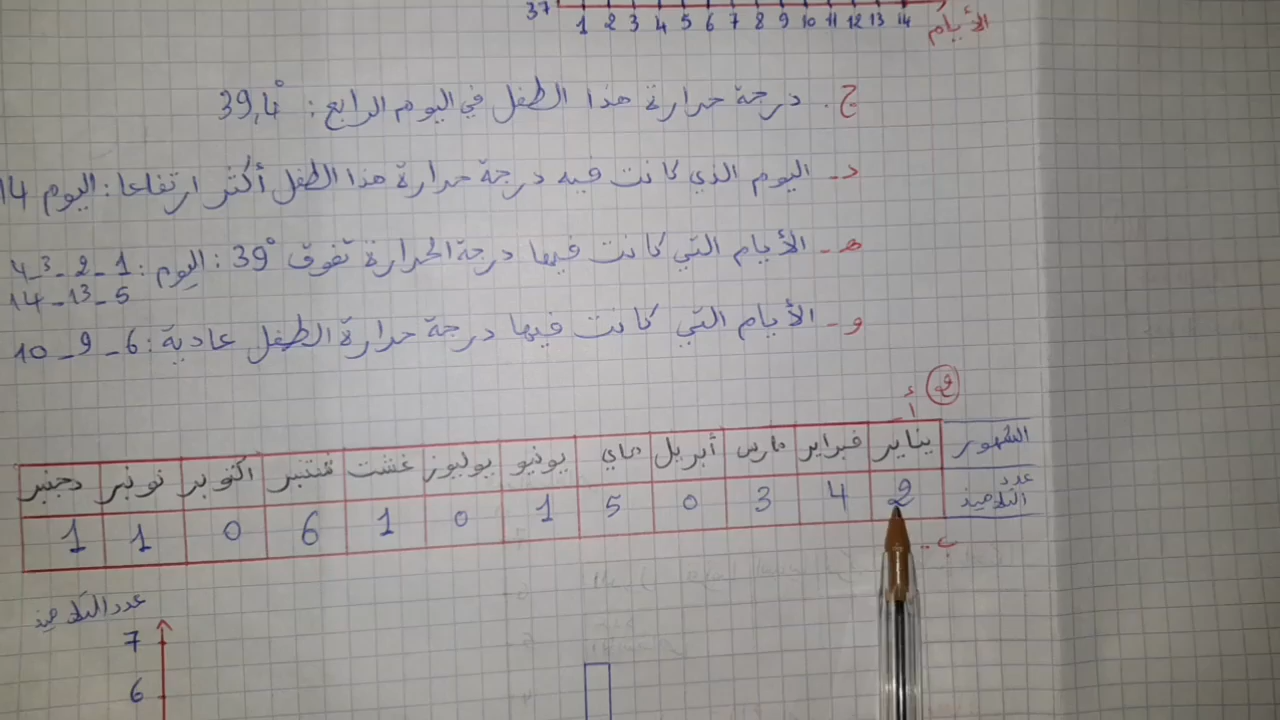 37
1 2 3 4 5 6 7 8 9 10 11 12 13 14 الأيام
ج. درجة حرارة هذا الطفل في اليوم الرابع : 39,4°
د- اليوم الذي كانت فيه درجة حرارة هذا الطفل أكثر ارتفاعا : اليوم 14
ه- الأيام التي كانت فيها درجة الحرارة تفوق 39° : اليوم : 1 - 2 - 3 - 4
5 - 13 - 14
و- الأيام التي كانت فيها درجة حرارة الطفل عادية : 6 - 9 - 10
2
أ
الشهور يناير فبراير مارس أبريل ماي يونيو يوليوز غشت شتنبر اكتوبر نونبر دجنبر
عدد التلاميذ 2 4 3 0 5 1 0 1 6 0 1 1
ب-
عدد التلاميذ
7
6